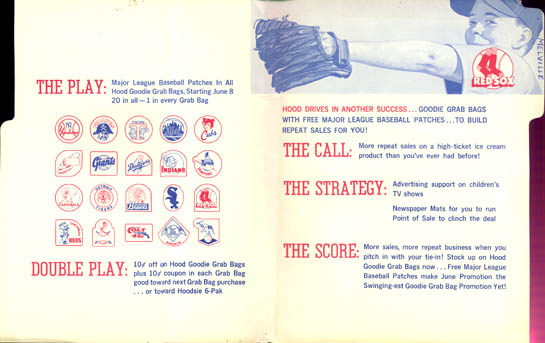 THE PLAY: Major League Baseball Patches In All
Hood Goodie Grab Bags, Starting June 8
20 in all—1 in every Grab Bag
Cubs
Giants
Dodgers
INDIANS
CARDINALS
REDS
COLT
DOUBLE PLAY: 10¢ off on Hood Goodie Grab Bags
plus 10¢ coupon in each Grab Bag
good toward next Grab Bag purchase
. . . or toward Hoodsie 6-Pak
MELVILLE
RED SOX
HOOD DRIVES IN ANOTHER SUCCESS... GOODIE GRAB BAGS
WITH FREE MAJOR LEAGUE BASEBALL PATCHES...TO BUILD
REPEAT SALES FOR YOU!
THE CALL: More repeat sales on a high-ticket ice cream
product than you've ever had before!
THE STRATEGY: Advertising support on children's
TV shows
Newspaper Mats for you to run
Point of Sale to clinch the deal
THE SCORE: More sales, more repeat business when you
pitch in with your tie-in! Stock up on Hood
Goodie Grab Bags now... Free Major League
Baseball Patches make June Promotion the
Swinging-est Goodie Grab Bag Promotion Yet!